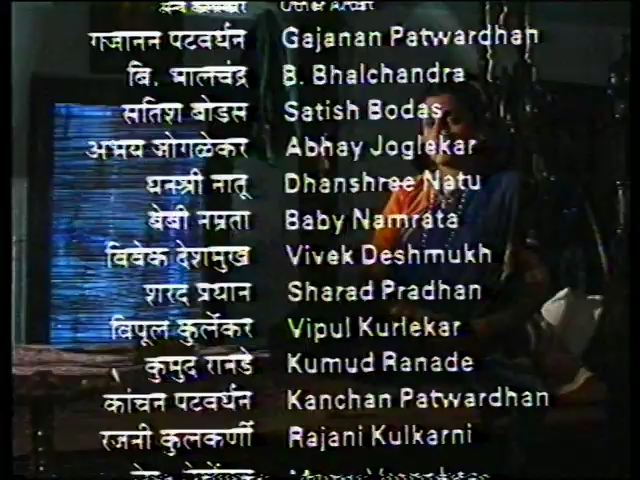 Other Artist
गजानन पटवर्धन Gajanan Patwardhan
बि. भालचंद्र B. Bhalchandra
सतिश बोडस Satish Bodas
अभय जोगळेकर Abhay Joglekar
धनश्री नातू Dhanshree Natu
बेबी नम्रता Baby Namrata
विवेक देशमुख Vivek Deshmukh
शरद प्रधान Sharad Pradhan
विपूल कुर्लेकर Vipul Kurlekar
कुमुद रानडे Kumud Ranade
कांचन पटवर्धन Kanchan Patwardhan
रजनी कुलकर्णी Rajani Kulkarni